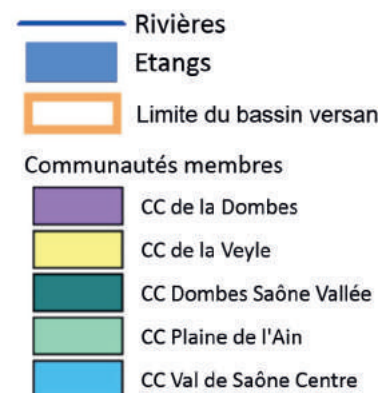 Rivières
Etangs
Limite du bassin versan
Communautés membres
CC de la Dombes
CC de la Veyle
CC Dombes Saône Vallée
CC Plaine de l'Ain
CC Val de Saône Centre